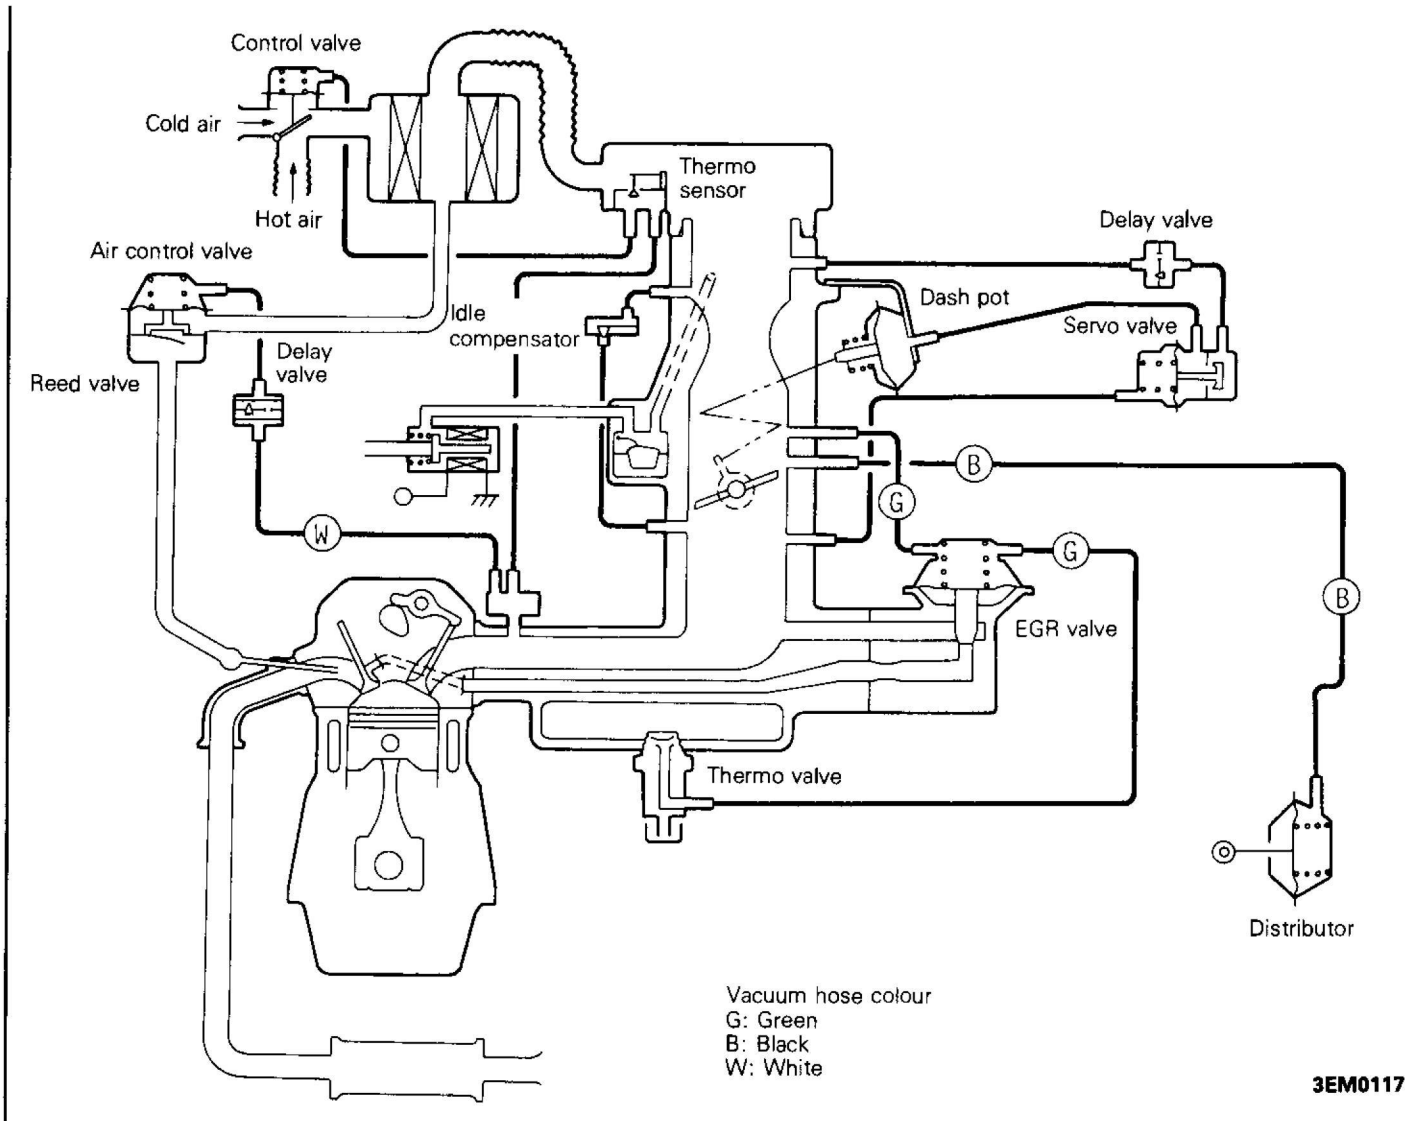 Control valve
Cold air
Hot air
Thermo
sensor
Delay valve
Air control valve
Dash pot
Servo valve
Idle
compensator
Delay
valve
Reed valve
B
G
W
G
B
EGR valve
Thermo valve
Distributor
Vacuum hose colour
G: Green
B: Black
W: White
3EM0117